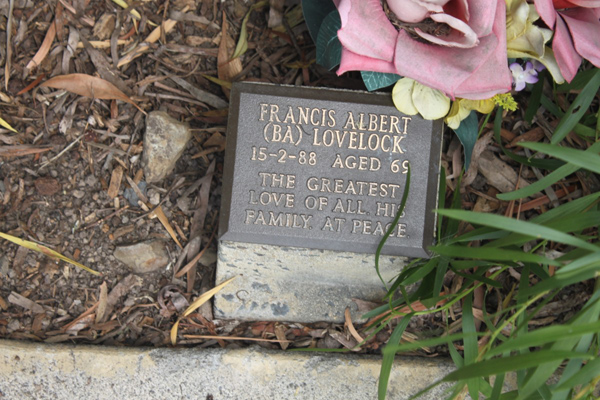 FRANCIS ALBERT
(BA) LOVELOCK
15-2-88 AGED 69
THE GREATEST
LOVE OF ALL HIS
FAMILY. AT PEACE.